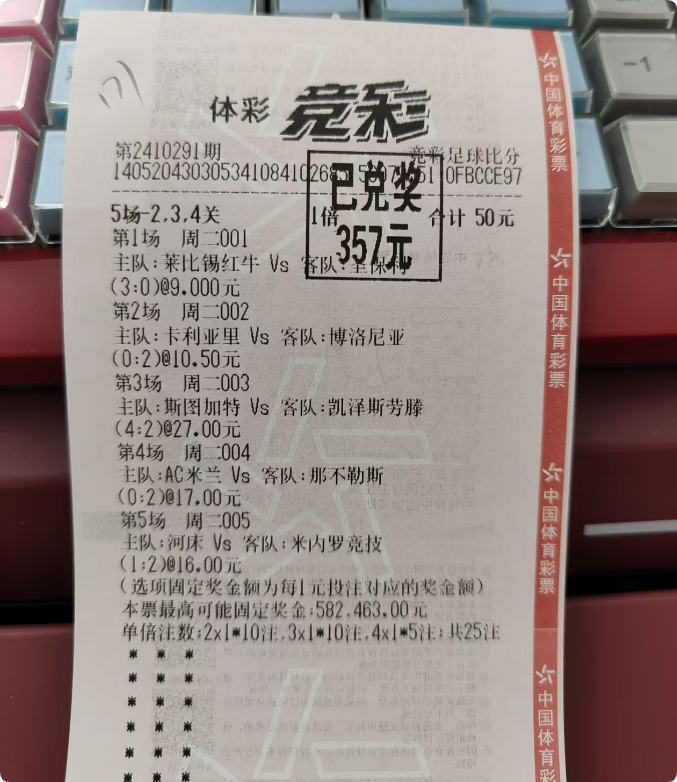 -1
体彩 竞彩
第2410291期 竞彩足球比分
0FBCCE97
已兑奖
357元
5场-2,3,4关 1倍 合计 50元
第1场 周二001
主队:莱比锡红牛 Vs 客队:圣保利
(3:0)@9.000元
第2场 周二002
主队:卡利亚里 Vs 客队:博洛尼亚
(0:2)@10.50元
第3场 周二003
主队:斯图加特 Vs 客队:凯泽斯劳滕
(4:2)@27.00元
第4场 周二004
主队:AC米兰 Vs 客队:那不勒斯
(0:2)@17.00元
第5场 周二005
主队:河床 Vs 客队:米内罗竞技
(1:2)@16.00元
(选项固定奖金额为每1元投注对应的奖金额)
本票最高可能固定奖金:582,463.00元
单倍注数:2x1*10注,3x1*10注,4x1*5注;共25注
* * *
* * *
* * *
* * *
* * *
* * *
* * *
中国体育彩票
中国体育彩票
中国体育彩票
中国体育彩